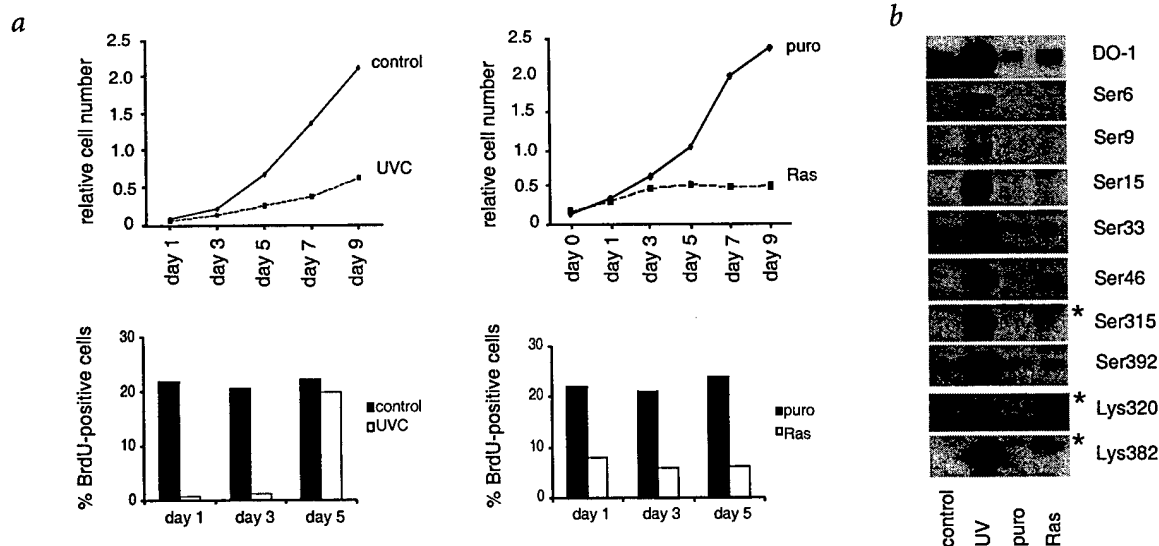 a
relative cell number
2.5
2.0
1.5
1.0
0.5
0
control
UVC
day 1
day 3
day 5
day 7
day 9
relative cell number
2.5
2.0
1.5
1.0
0.5
0
puro
Ras
day 0
day 1
day 3
day 5
day 7
day 9
% BrdU-positive cells
30
20
10
0
control
UVC
day 1
day 3
day 5
% BrdU-positive cells
30
20
10
0
puro
Ras
day 1
day 3
day 5
b
DO-1
Ser6
Ser9
Ser15
Ser33
Ser46
* Ser315
Ser392
* Lys320
* Lys382
control
UV
puro
Ras